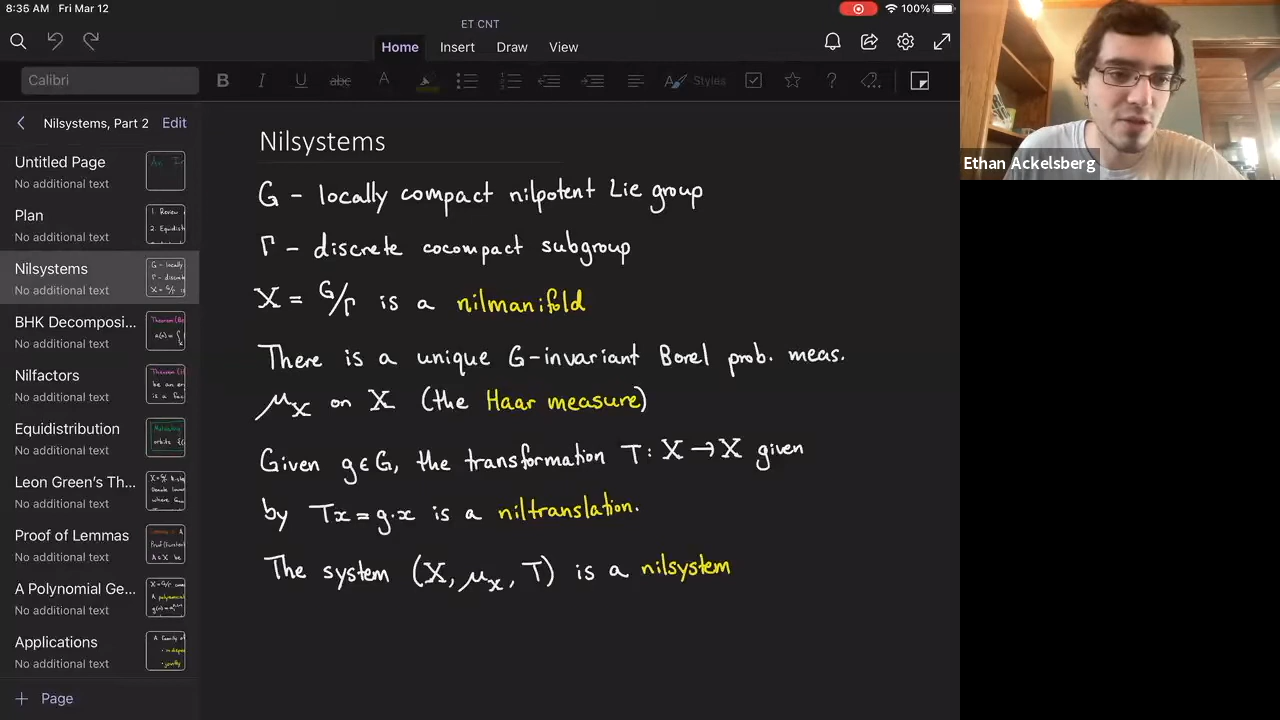 8:36 AM Fri Mar 12
100%
ET CNT
Home Insert Draw View
Calibri
B I U abc A Styles ?
Nilsystems, Part 2 Edit
Untitled Page
No additional text
Plan
No additional text
Nilsystems
No additional text
BHK Decomposi...
No additional text
Nilfactors
No additional text
Equidistribution
No additional text
Leon Green's Th...
No additional text
Proof of Lemmas
No additional text
A Polynomial Ge...
No additional text
Applications
No additional text
+ Page
Nilsystems
G - locally compact nilpotent Lie group
Γ - discrete cocompact subgroup
X = G/Γ is a nilmanifold
There is a unique G-invariant Borel prob. meas.
μ_X on X (the Haar measure)
Given g∈G, the transformation T: X→X given
by Tx = g·x is a niltranslation.
The system (X, μ_X, T) is a nilsystem
Ethan Ackelsberg